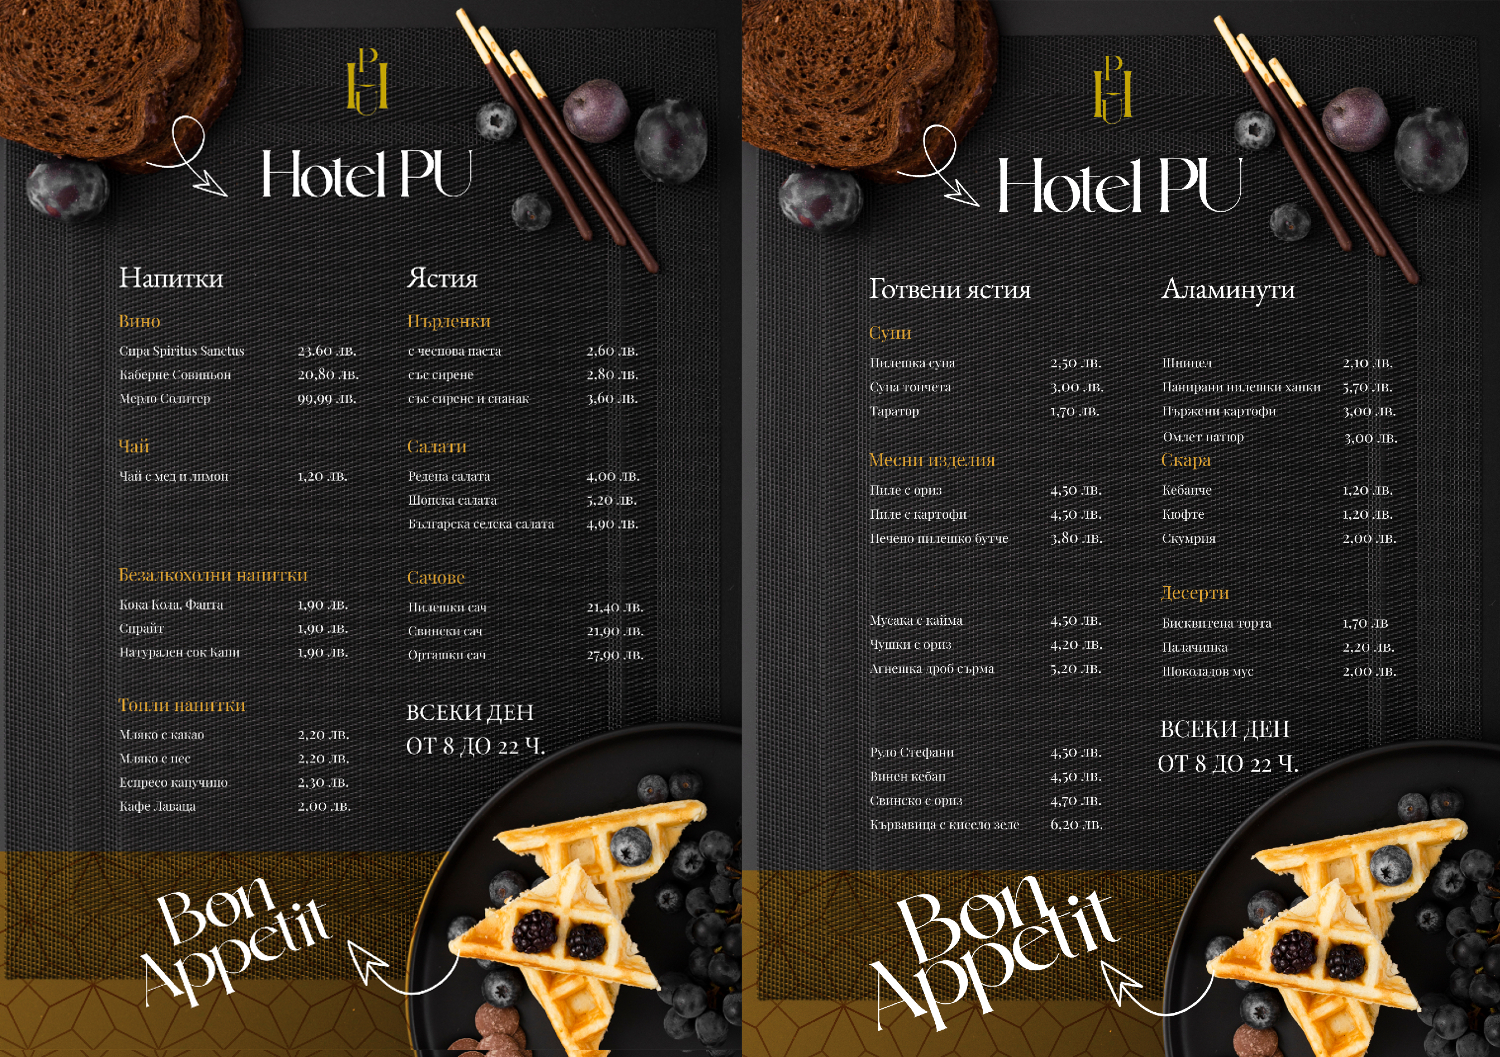 P
H
U
Hotel PU
Напитки
Вино
Сира Spiritus Sanctus 23.60 лв.
Каберне Совиньон 20,80 лв.
Мерло Солитер 99,99 лв.
Чай
Чай с мед и лимон 1,20 лв.
Безалкохолни напитки
Кока Кола, Фанта 1,90 лв.
Спрайт 1,90 лв.
Натурален сок Капи 1,90 лв.
Топли напитки
Мляко с какао 2,20 лв.
Мляко с нес 2,20 лв.
Еспресо капучино 2,30 лв.
Кафе Лаваца 2,00 лв.
Ястия
Пърленки
с чеснова паста 2,60 лв.
със сирене 2,80 лв.
със сирене и спанак 3,60 лв.
Салати
Редена салата 4,00 лв.
Шопска салата 5,20 лв.
Българска селска салата 4,90 лв.
Сачове
Пилешки сач 21,40 лв.
Свински сач 21,90 лв.
Орташки сач 27,90 лв.
ВСЕКИ ДЕН
ОТ 8 ДО 22 Ч.
Bon
Appetit
P
H
U
Hotel PU
Готвени ястия
Супи
Пилешка супа 2,50 лв.
Супа топчета 3,00 лв.
Таратор 1,70 лв.
Месни изделия
Пиле с ориз 4,50 лв.
Пиле с картофи 4,50 лв.
Печено пилешко бутче 3,80 лв.
Мусака с кайма 4,50 лв.
Чушки с ориз 4,20 лв.
Агнешка дроб сърма 5,20 лв.
Руло Стефани 4,50 лв.
Винен кебап 4,50 лв.
Свинско с ориз 4,70 лв.
Кървавица с кисело зеле 6,20 лв.
Аламинути
Шницел 2,10 лв.
Панирани пилешки хапки 5,70 лв.
Пържени картофи 3,00 лв.
Омлет натюр 3,00 лв.
Скара
Кебапче 1,20 лв.
Кюфте 1,20 лв.
Скумрия 2,00 лв.
Десерти
Бисквитена торта 1,70 лв
Палачинка 2,20 лв.
Шоколадов мус 2,00 лв.
ВСЕКИ ДЕН
ОТ 8 ДО 22 Ч.
Bon
Appetit